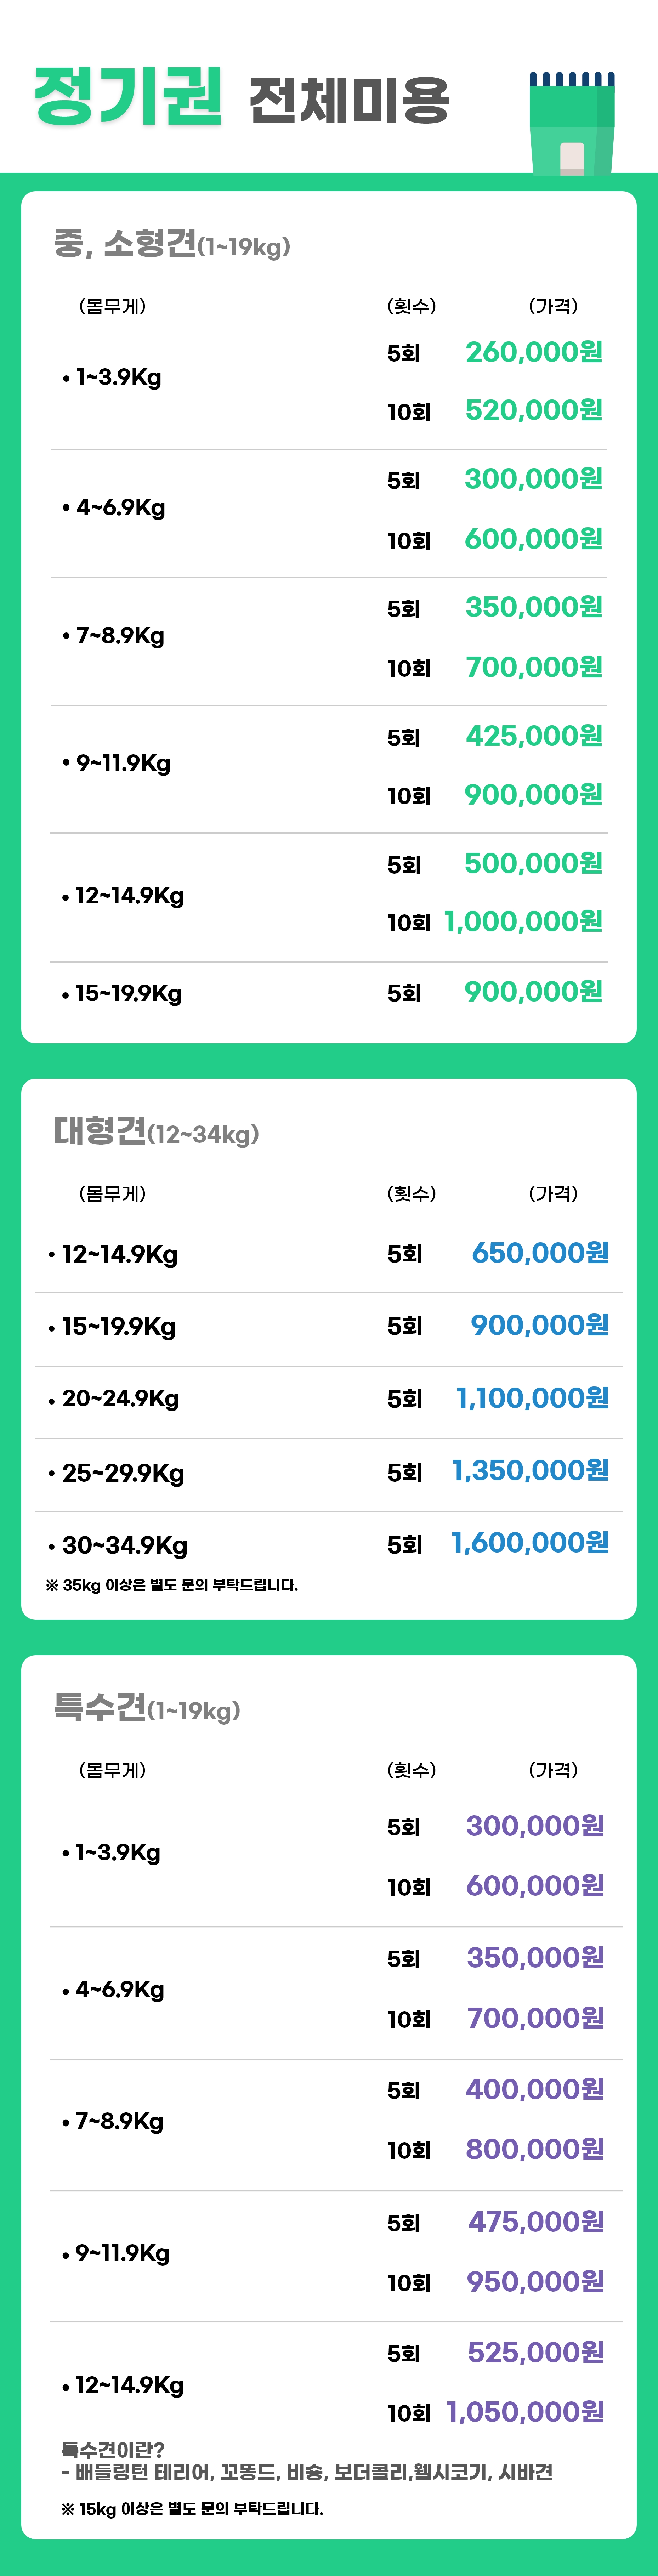 정기권 전체미용
중, 소형견(1~19kg)
(몸무게) (횟수) (가격)
5회 260,000원
• 1~3.9Kg
10회 520,000원
5회 300,000원
• 4~6.9Kg
10회 600,000원
5회 350,000원
• 7~8.9Kg
10회 700,000원
5회 425,000원
• 9~11.9Kg
10회 900,000원
5회 500,000원
• 12~14.9Kg
10회 1,000,000원
• 15~19.9Kg 5회 900,000원
대형견(12~34kg)
(몸무게) (횟수) (가격)
• 12~14.9Kg 5회 650,000원
• 15~19.9Kg 5회 900,000원
• 20~24.9Kg 5회 1,100,000원
• 25~29.9Kg 5회 1,350,000원
• 30~34.9Kg 5회 1,600,000원
※ 35kg 이상은 별도 문의 부탁드립니다.
특수견(1~19kg)
(몸무게) (횟수) (가격)
5회 300,000원
• 1~3.9Kg
10회 600,000원
5회 350,000원
• 4~6.9Kg
10회 700,000원
5회 400,000원
• 7~8.9Kg
10회 800,000원
5회 475,000원
• 9~11.9Kg
10회 950,000원
5회 525,000원
• 12~14.9Kg
10회 1,050,000원
특수견이란?
- 배들링턴 테리어, 꼬똥드, 비숑, 보더콜리,웰시코기, 시바견
※ 15kg 이상은 별도 문의 부탁드립니다.